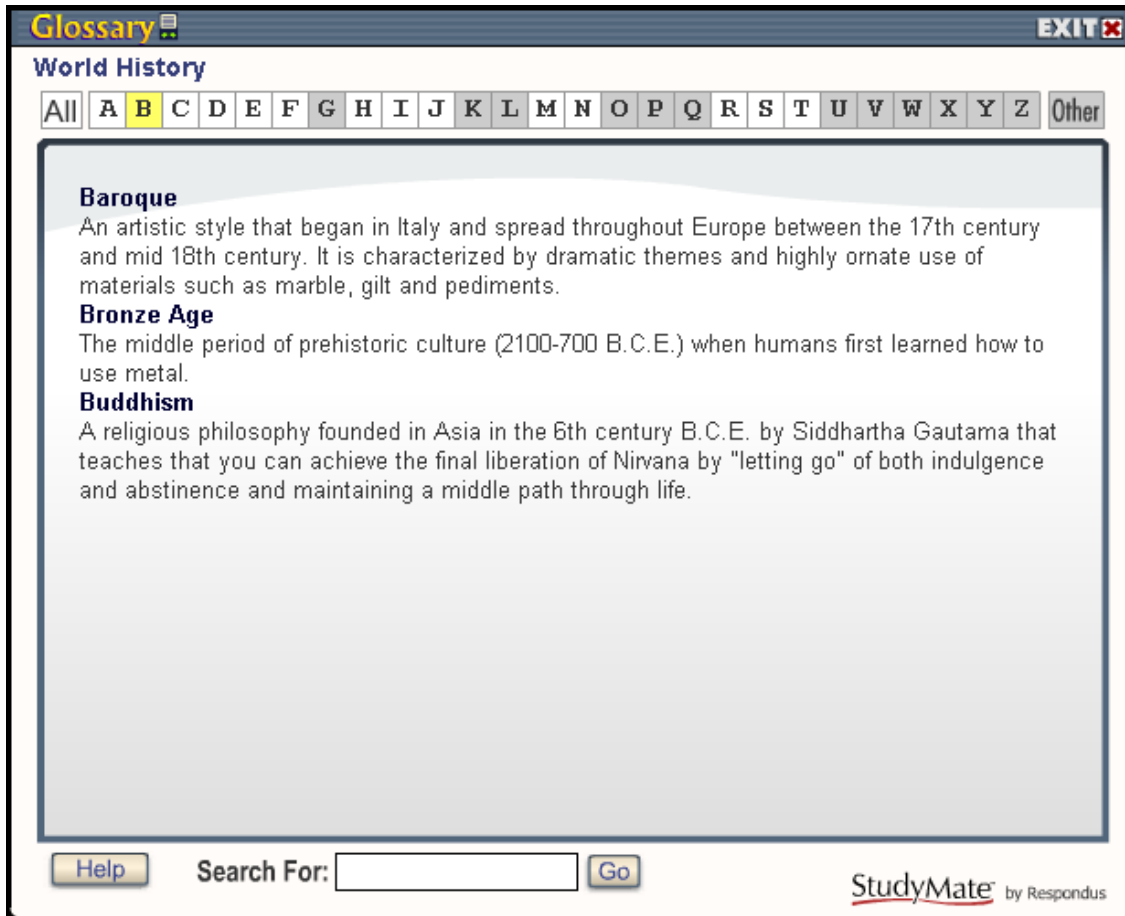 Glossary EXIT
World History
All A B C D E F G H I J K L M N O P Q R S T U V W X Y Z Other
Baroque
An artistic style that began in Italy and spread throughout Europe between the 17th century
and mid 18th century. It is characterized by dramatic themes and highly ornate use of
materials such as marble, gilt and pediments.
Bronze Age
The middle period of prehistoric culture (2100-700 B.C.E.) when humans first learned how to
use metal.
Buddhism
A religious philosophy founded in Asia in the 6th century B.C.E. by Siddhartha Gautama that
teaches that you can achieve the final liberation of Nirvana by "letting go" of both indulgence
and abstinence and maintaining a middle path through life.
Help Search For: Go
StudyMate by Respondus